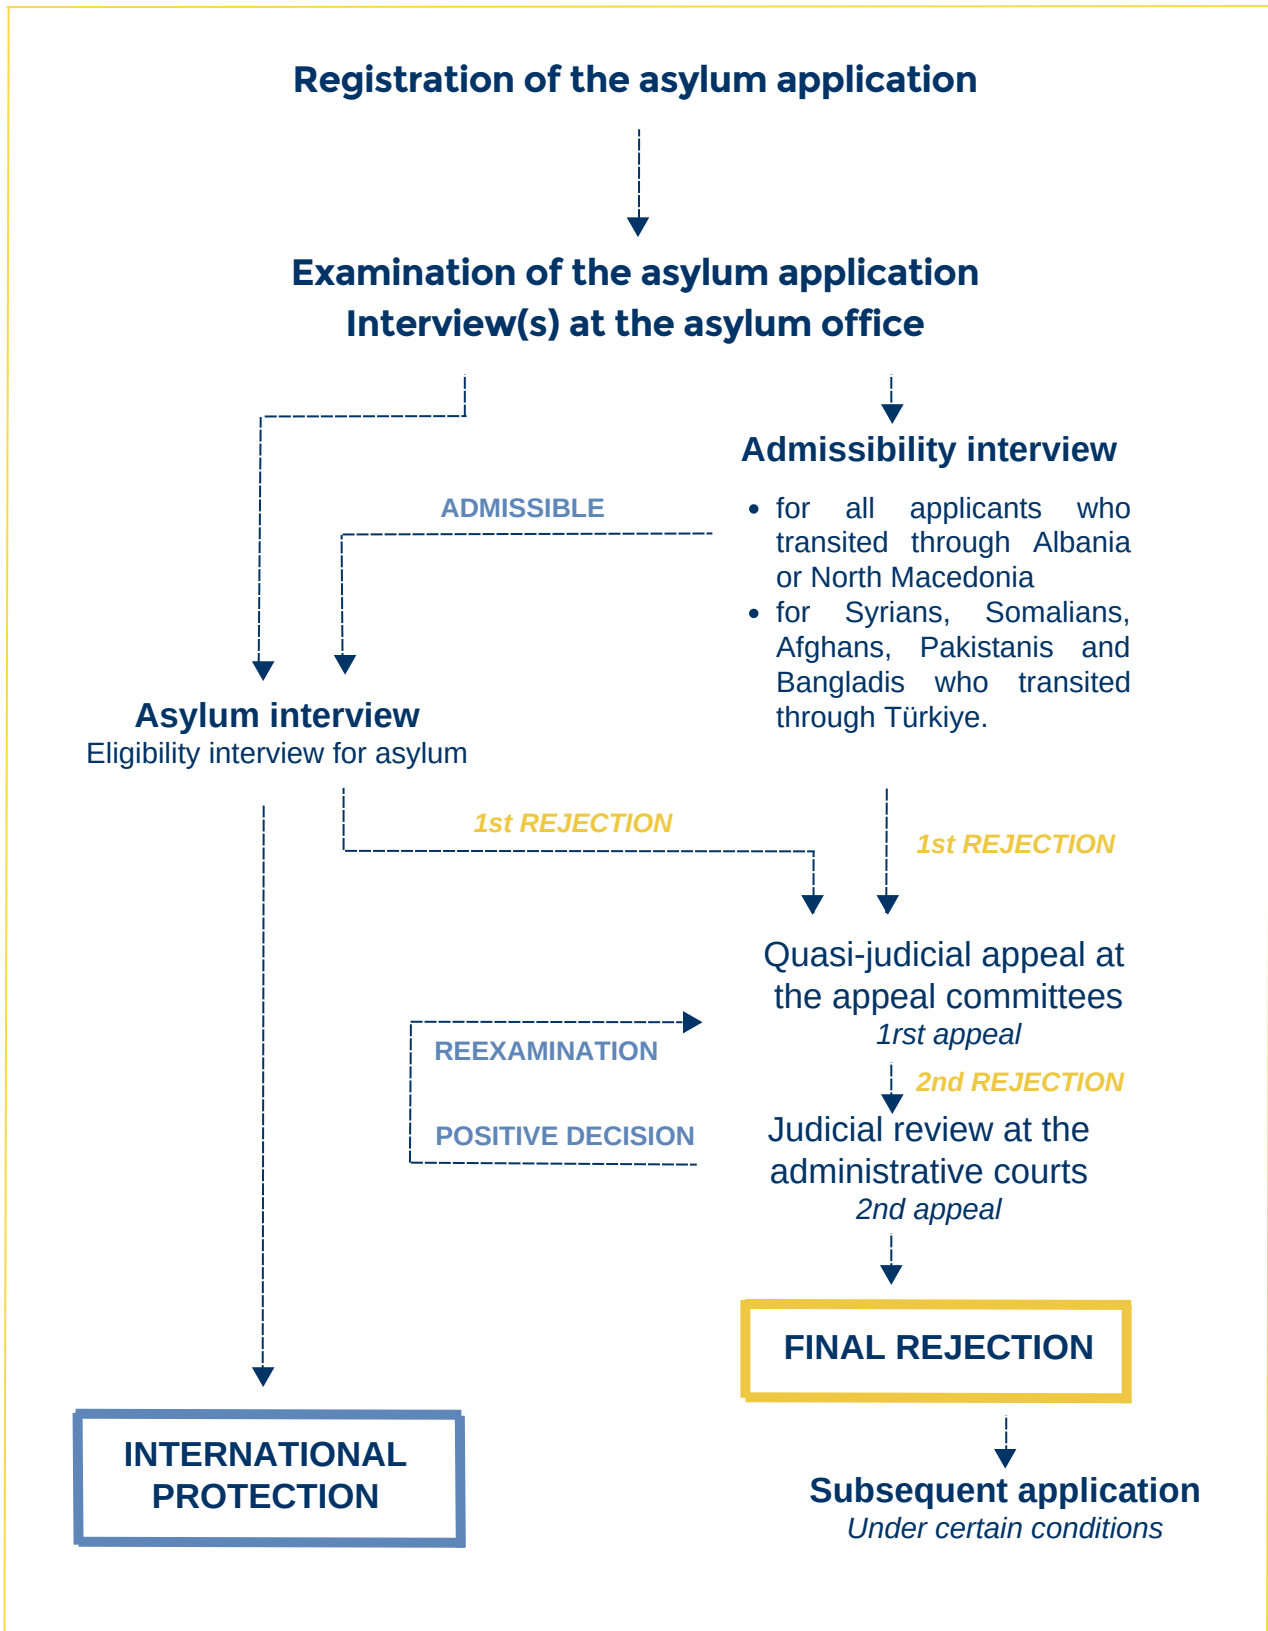 Registration of the asylum application
Examination of the asylum application
Interview(s) at the asylum office
Admissibility interview
ADMISSIBLE
• for all applicants who
transited through Albania
or North Macedonia
• for Syrians, Somalians,
Afghans, Pakistanis and
Bangladis who transited
through Türkiye.
Asylum interview
Eligibility interview for asylum
1st REJECTION
1st REJECTION
Quasi-judicial appeal at
the appeal committees
1rst appeal
REEXAMINATION
2nd REJECTION
POSITIVE DECISION
Judicial review at the
administrative courts
2nd appeal
FINAL REJECTION
INTERNATIONAL
PROTECTION
Subsequent application
Under certain conditions